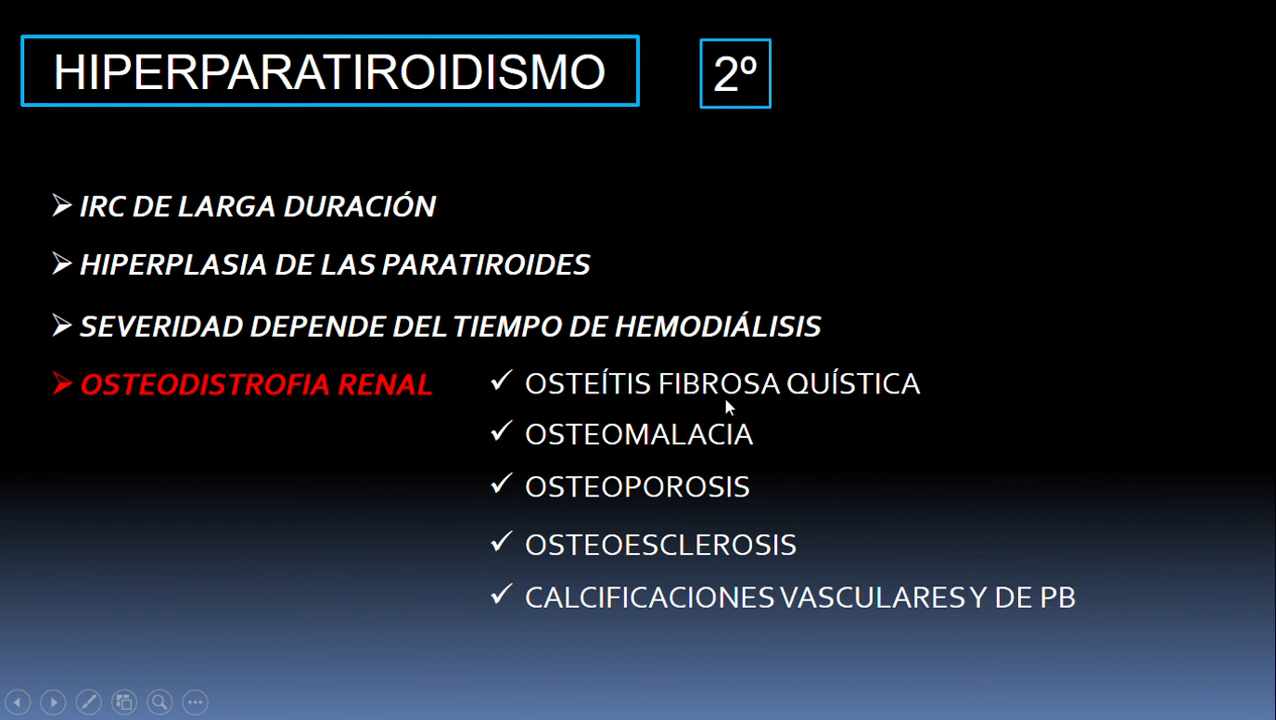 HIPERPARATIROIDISMO 2º
IRC DE LARGA DURACIÓN
HIPERPLASIA DE LAS PARATIROIDES
SEVERIDAD DEPENDE DEL TIEMPO DE HEMODIÁLISIS
OSTEODISTROFIA RENAL
OSTEÍTIS FIBROSA QUÍSTICA
OSTEOMALACIA
OSTEOPOROSIS
OSTEOESCLEROSIS
CALCIFICACIONES VASCULARES Y DE PB